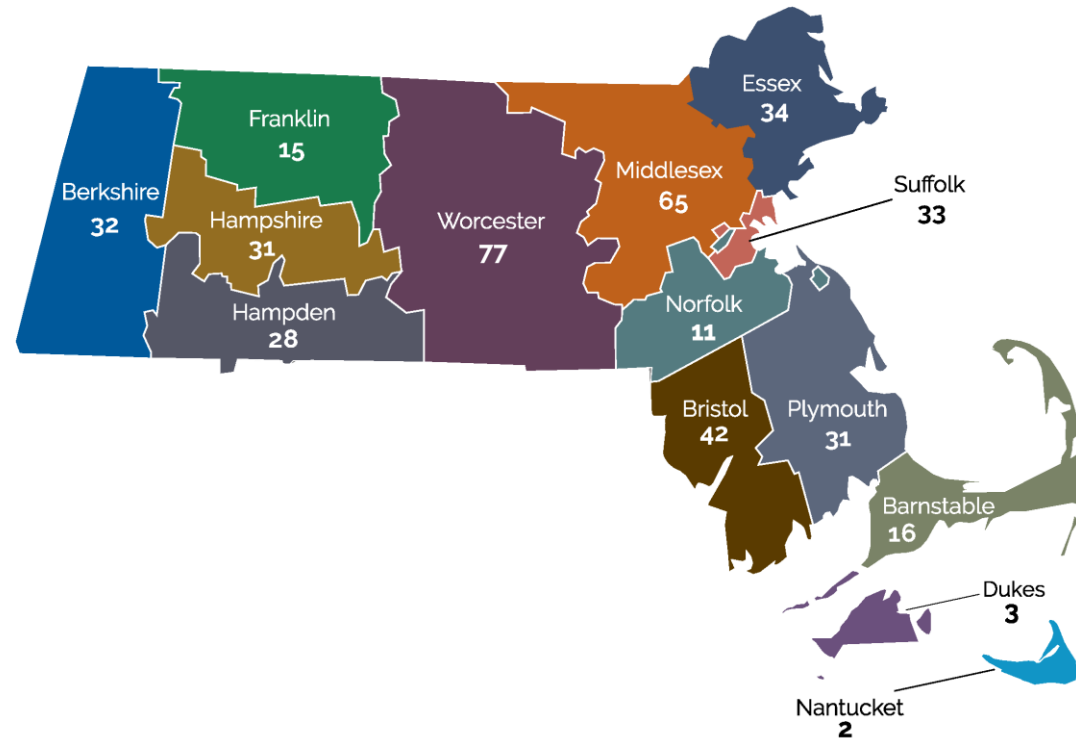 Essex
34
Franklin
15
Middlesex
65
Suffolk
33
Berkshire
32
Hampshire
31
Worcester
77
Hampden
28
Norfolk
11
Bristol
42
Plymouth
31
Barnstable
16
Dukes
3
Nantucket
2